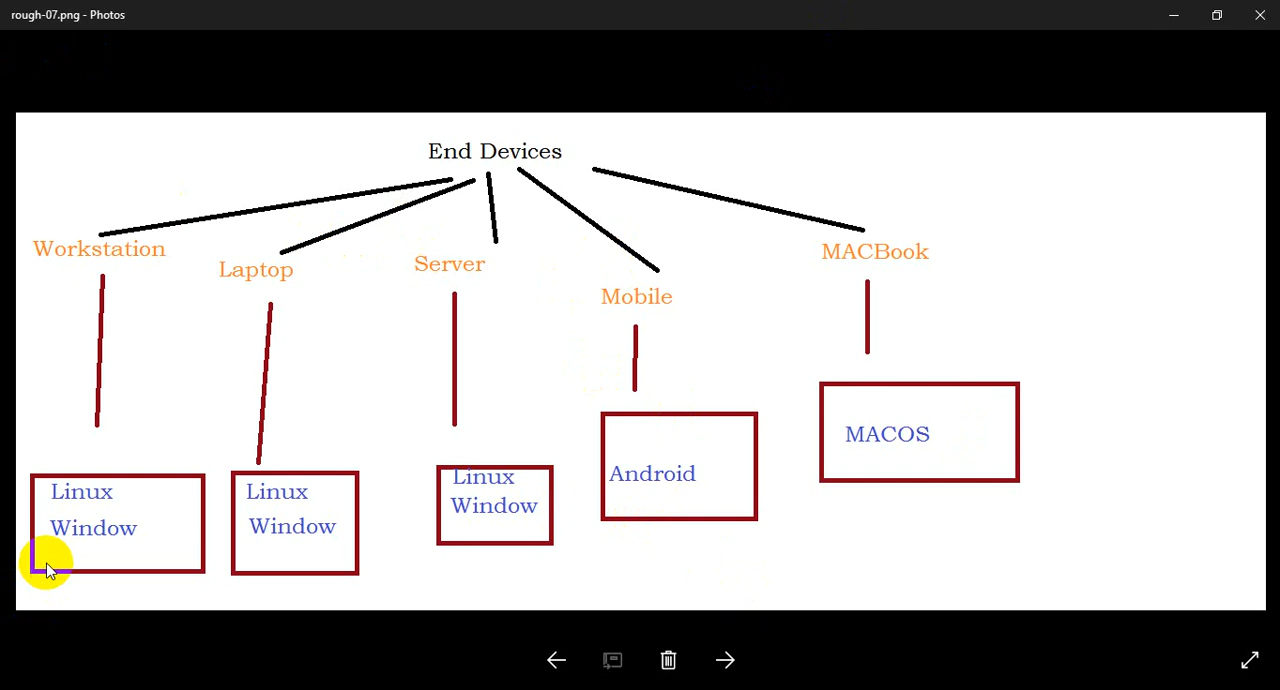 rough-07.png - Photos
End Devices
Workstation
Laptop
Server
Mobile
MACBook
Linux
Window
Linux
Window
Linux
Window
Android
MACOS